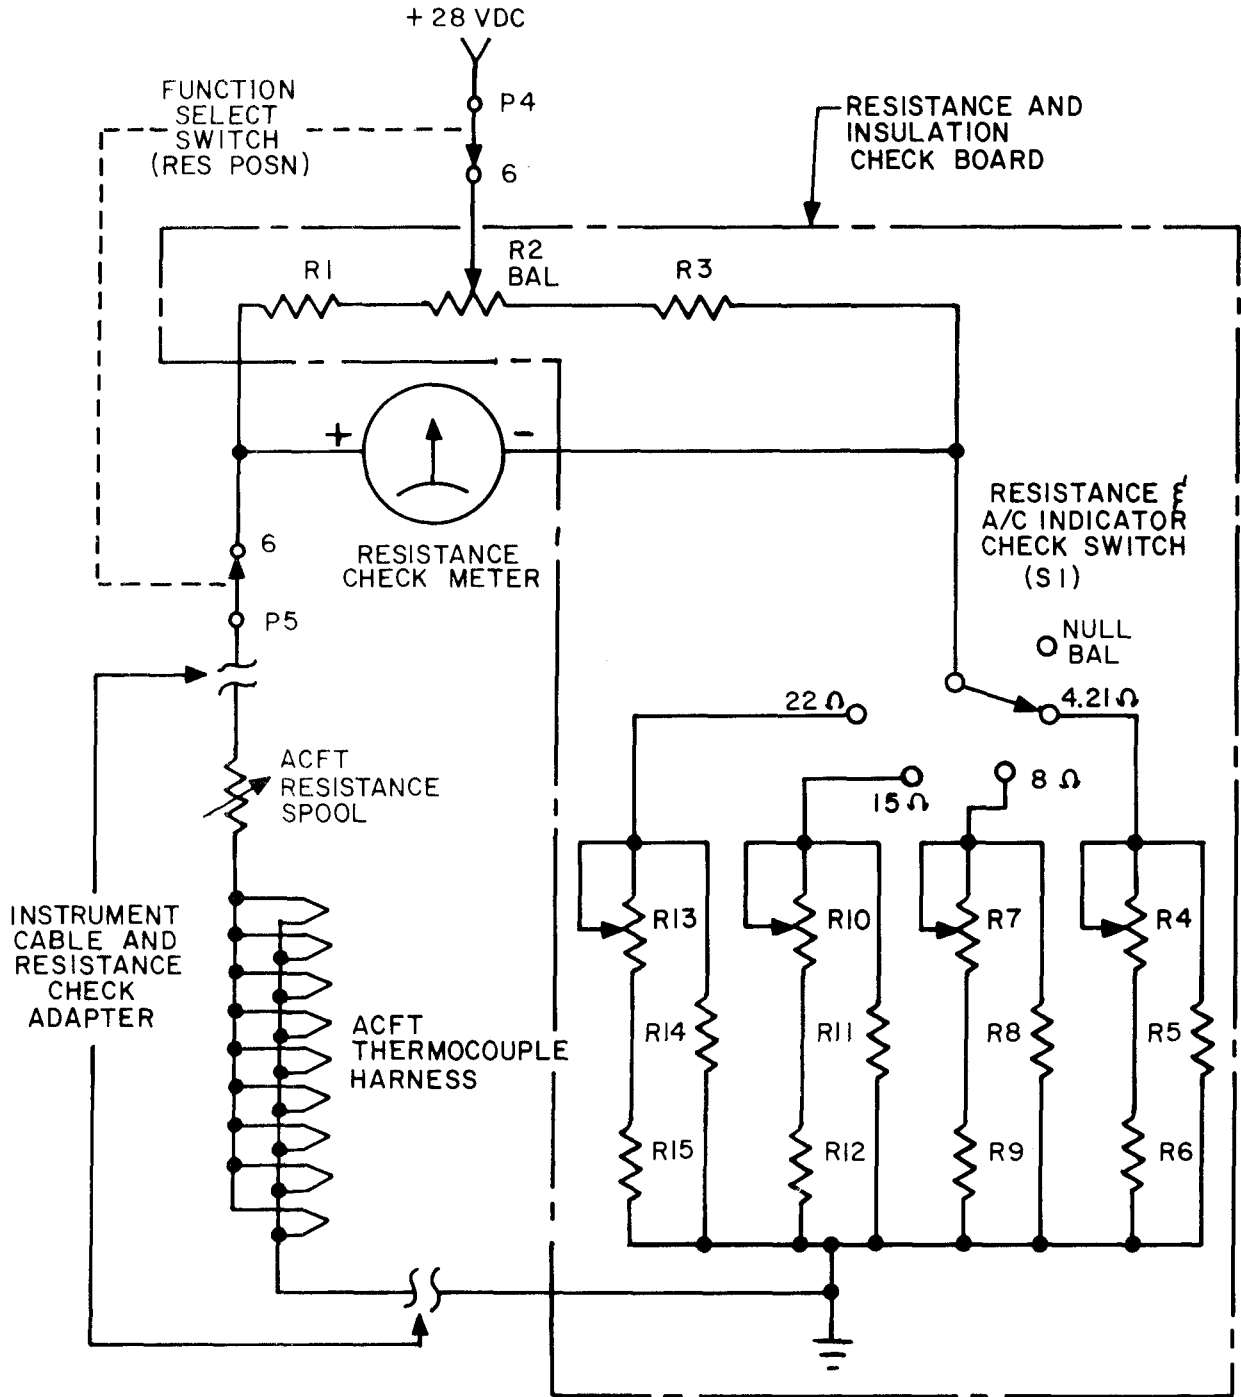 + 28 VDC
FUNCTION
SELECT
SWITCH
(RES POSN)
P4
6
RESISTANCE AND
INSULATION
CHECK BOARD
R1
R2
BAL
R3
+
-
RESISTANCE
CHECK METER
6
P5
RESISTANCE &
A/C INDICATOR
CHECK SWITCH
(S1)
NULL
BAL
22 Ω
4.21 Ω
15 Ω
8 Ω
ACFT
RESISTANCE
SPOOL
INSTRUMENT
CABLE AND
RESISTANCE
CHECK
ADAPTER
ACFT
THERMOCOUPLE
HARNESS
R13
R10
R7
R4
R14
R11
R8
R5
R15
R12
R9
R6